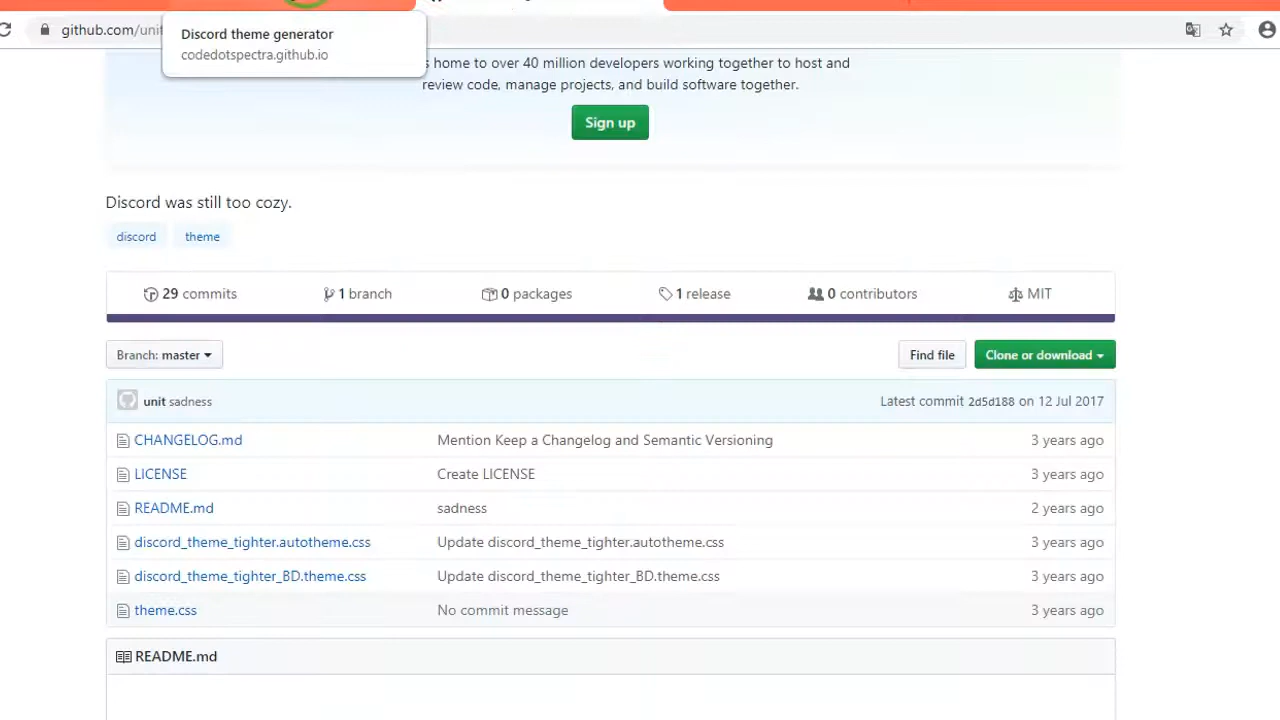 github.com/unit
Discord theme generator
codedotspectra.github.io
s home to over 40 million developers working together to host and
review code, manage projects, and build software together.
Sign up
Discord was still too cozy.
discord theme
29 commits 1 branch 0 packages 1 release 0 contributors MIT
Branch: master Find file Clone or download
unit sadness Latest commit 2d5d188 on 12 Jul 2017
CHANGELOG.md Mention Keep a Changelog and Semantic Versioning 3 years ago
LICENSE Create LICENSE 3 years ago
README.md sadness 2 years ago
discord_theme_tighter.autotheme.css Update discord_theme_tighter.autotheme.css 3 years ago
discord_theme_tighter_BD.theme.css Update discord_theme_tighter_BD.theme.css 3 years ago
theme.css No commit message 3 years ago
README.md